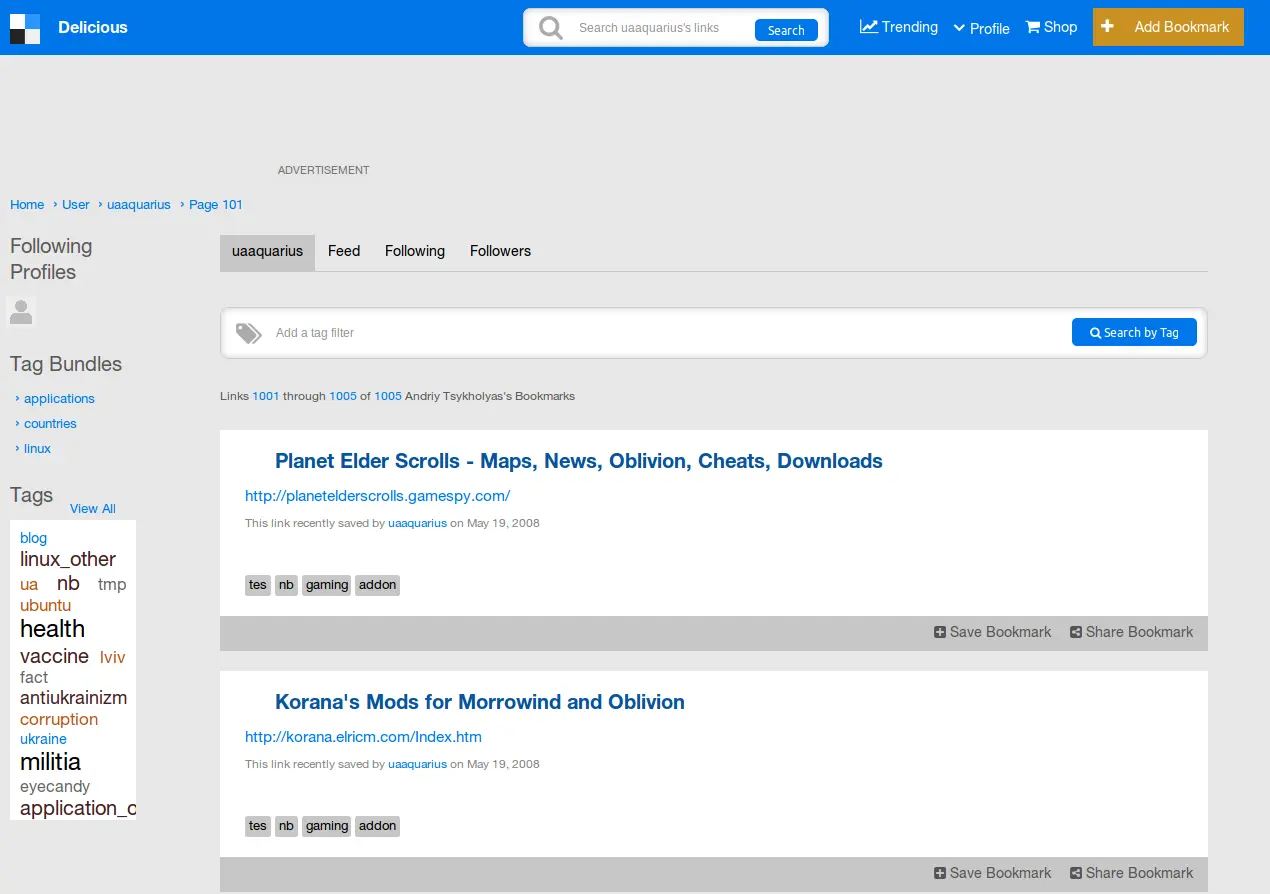 Delicious
Search uaaquarius's links
Search
Trending
Profile
Shop
Add Bookmark
ADVERTISEMENT
Home › User › uaaquarius › Page 101
Following
Profiles
uaaquarius Feed Following Followers
Add a tag filter
Search by Tag
Tag Bundles
› applications
› countries
› linux
Tags
View All
blog
linux_other
ua nb tmp
ubuntu
health
vaccine lviv
fact
antiukrainizm
corruption
ukraine
militia
eyecandy
application_o
Links 1001 through 1005 of 1005 Andriy Tsykholyas's Bookmarks
Planet Elder Scrolls - Maps, News, Oblivion, Cheats, Downloads
http://planetelderscrolls.gamespy.com/
This link recently saved by uaaquarius on May 19, 2008
tes nb gaming addon
Save Bookmark Share Bookmark
Korana's Mods for Morrowind and Oblivion
http://korana.elricm.com/Index.htm
This link recently saved by uaaquarius on May 19, 2008
tes nb gaming addon
Save Bookmark Share Bookmark